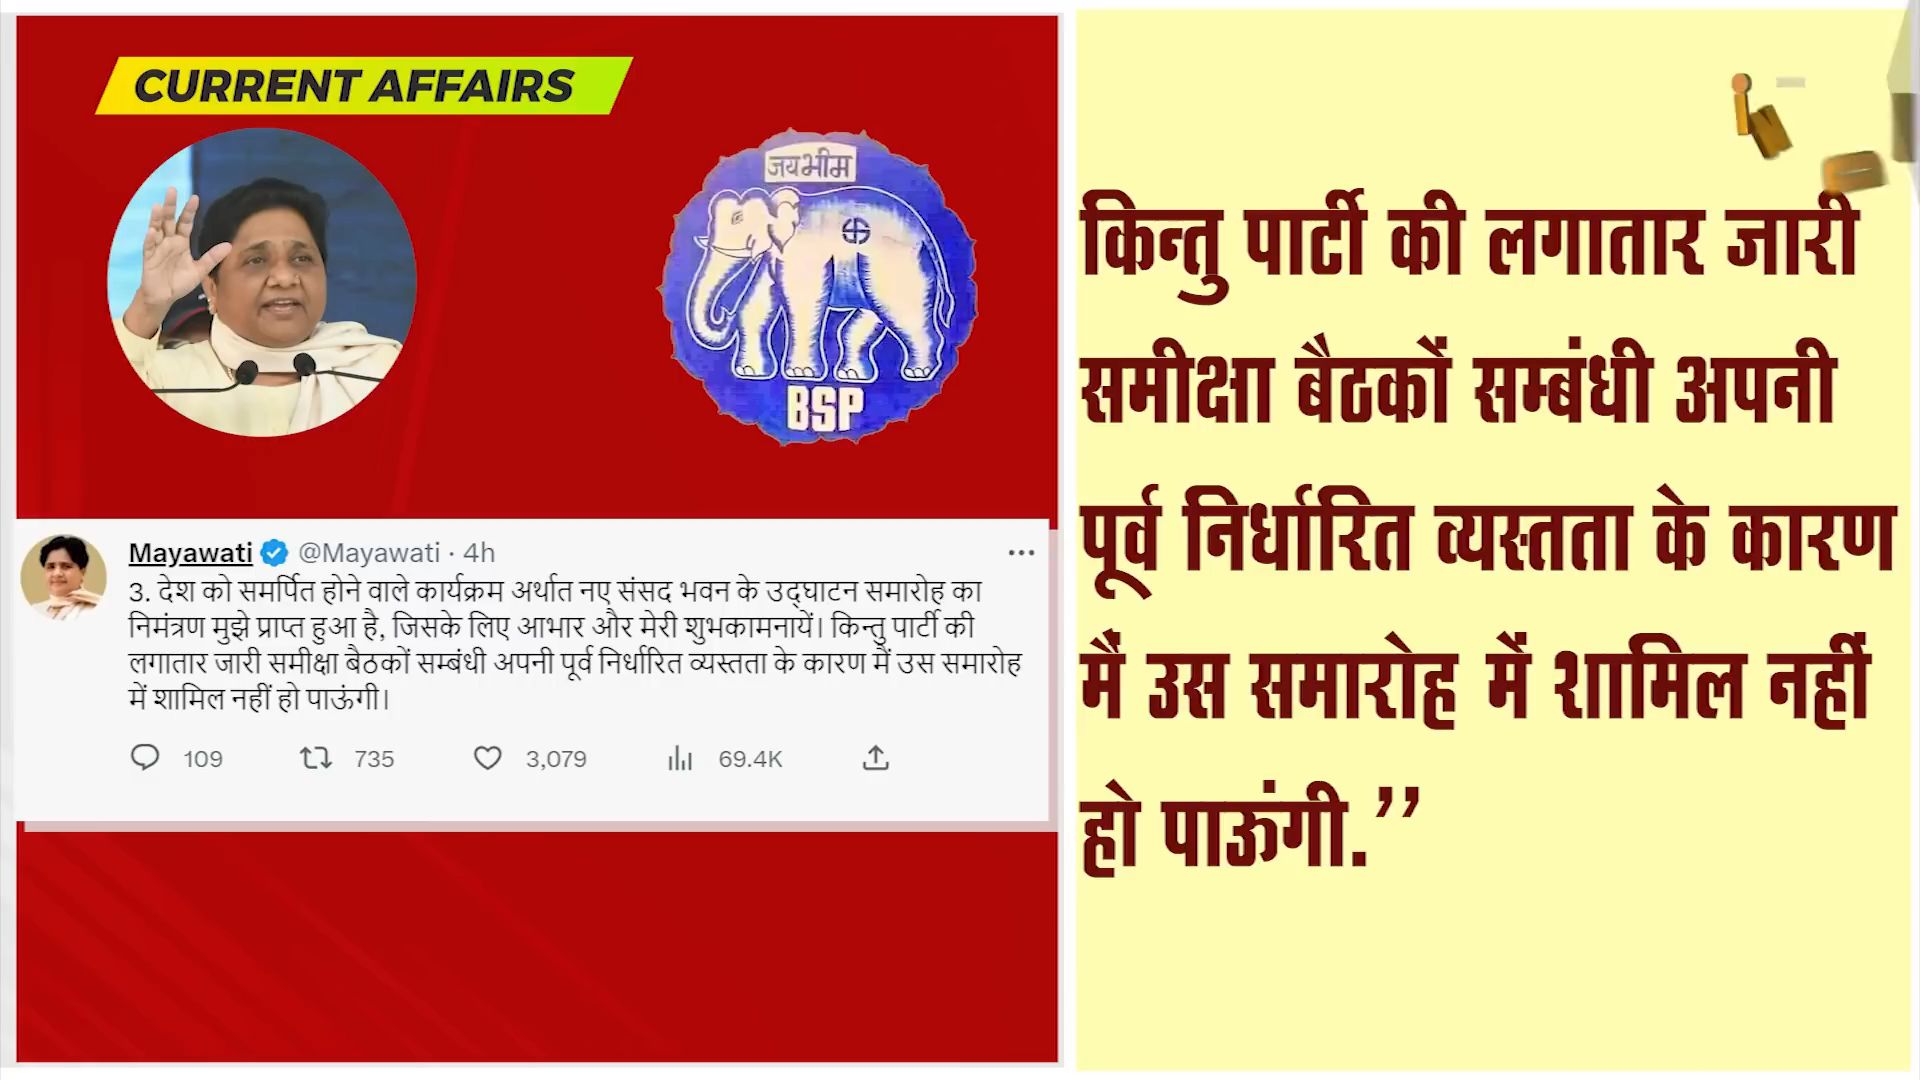 CURRENT AFFAIRS
जयभीम
BSP
Mayawati @Mayawati · 4h
3. देश को समर्पित होने वाले कार्यक्रम अर्थात नए संसद भवन के उद्घाटन समारोह का
निमंत्रण मुझे प्राप्त हुआ है, जिसके लिए आभार और मेरी शुभकामनायें। किन्तु पार्टी की
लगातार जारी समीक्षा बैठकों सम्बंधी अपनी पूर्व निर्धारित व्यस्तता के कारण मैं उस समारोह
में शामिल नहीं हो पाऊंगी।
109 735 3,079 69.4K
किन्तु पार्टी की लगातार जारी
समीक्षा बैठकों सम्बंधी अपनी
पूर्व निर्धारित व्यस्तता के कारण
मैं उस समारोह में शामिल नहीं
हो पाऊंगी.’’